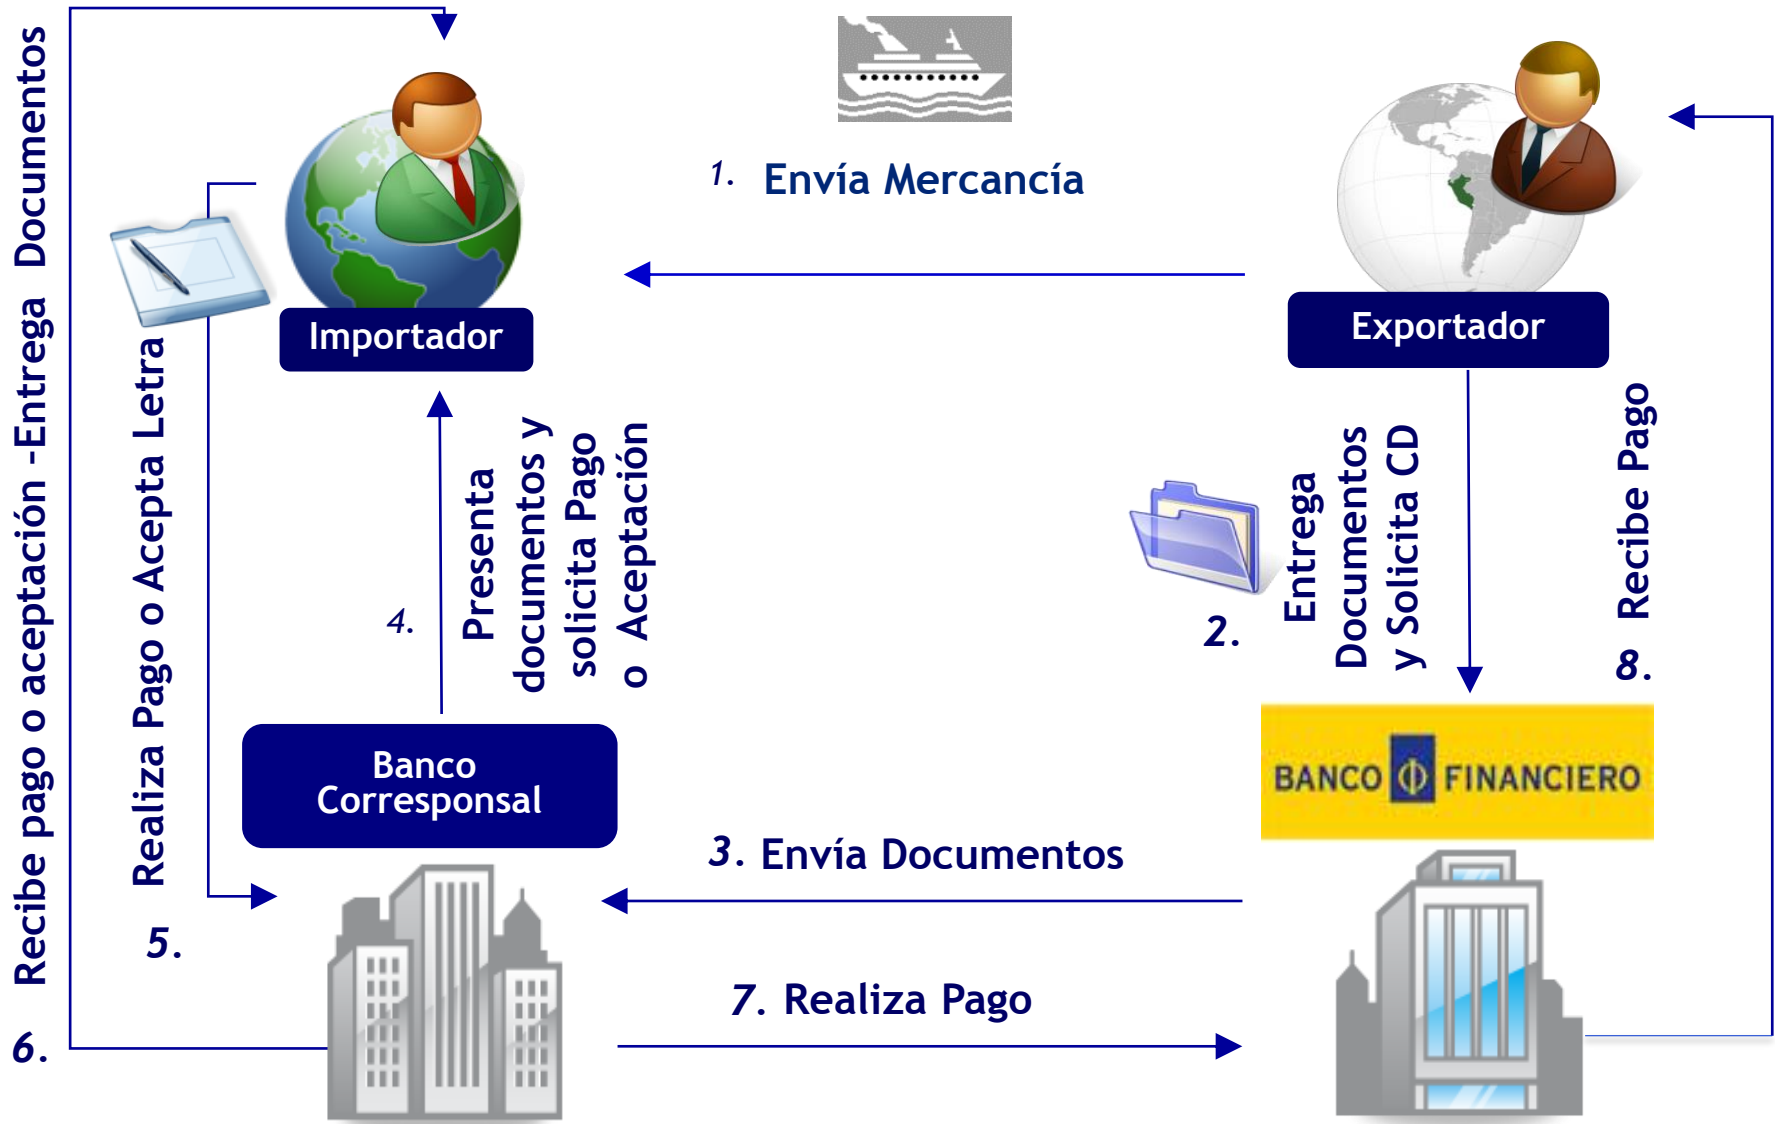 1. Envía Mercancía
Importador
Exportador
2.
Entrega
Documentos
y Solicita CD
BANCO FINANCIERO
3. Envía Documentos
Banco
Corresponsal
4.
Presenta
documentos y
solicita Pago
o Aceptación
5. Realiza Pago o Acepta Letra
6. Recibe pago o aceptación -Entrega Documentos
7. Realiza Pago
8. Recibe Pago